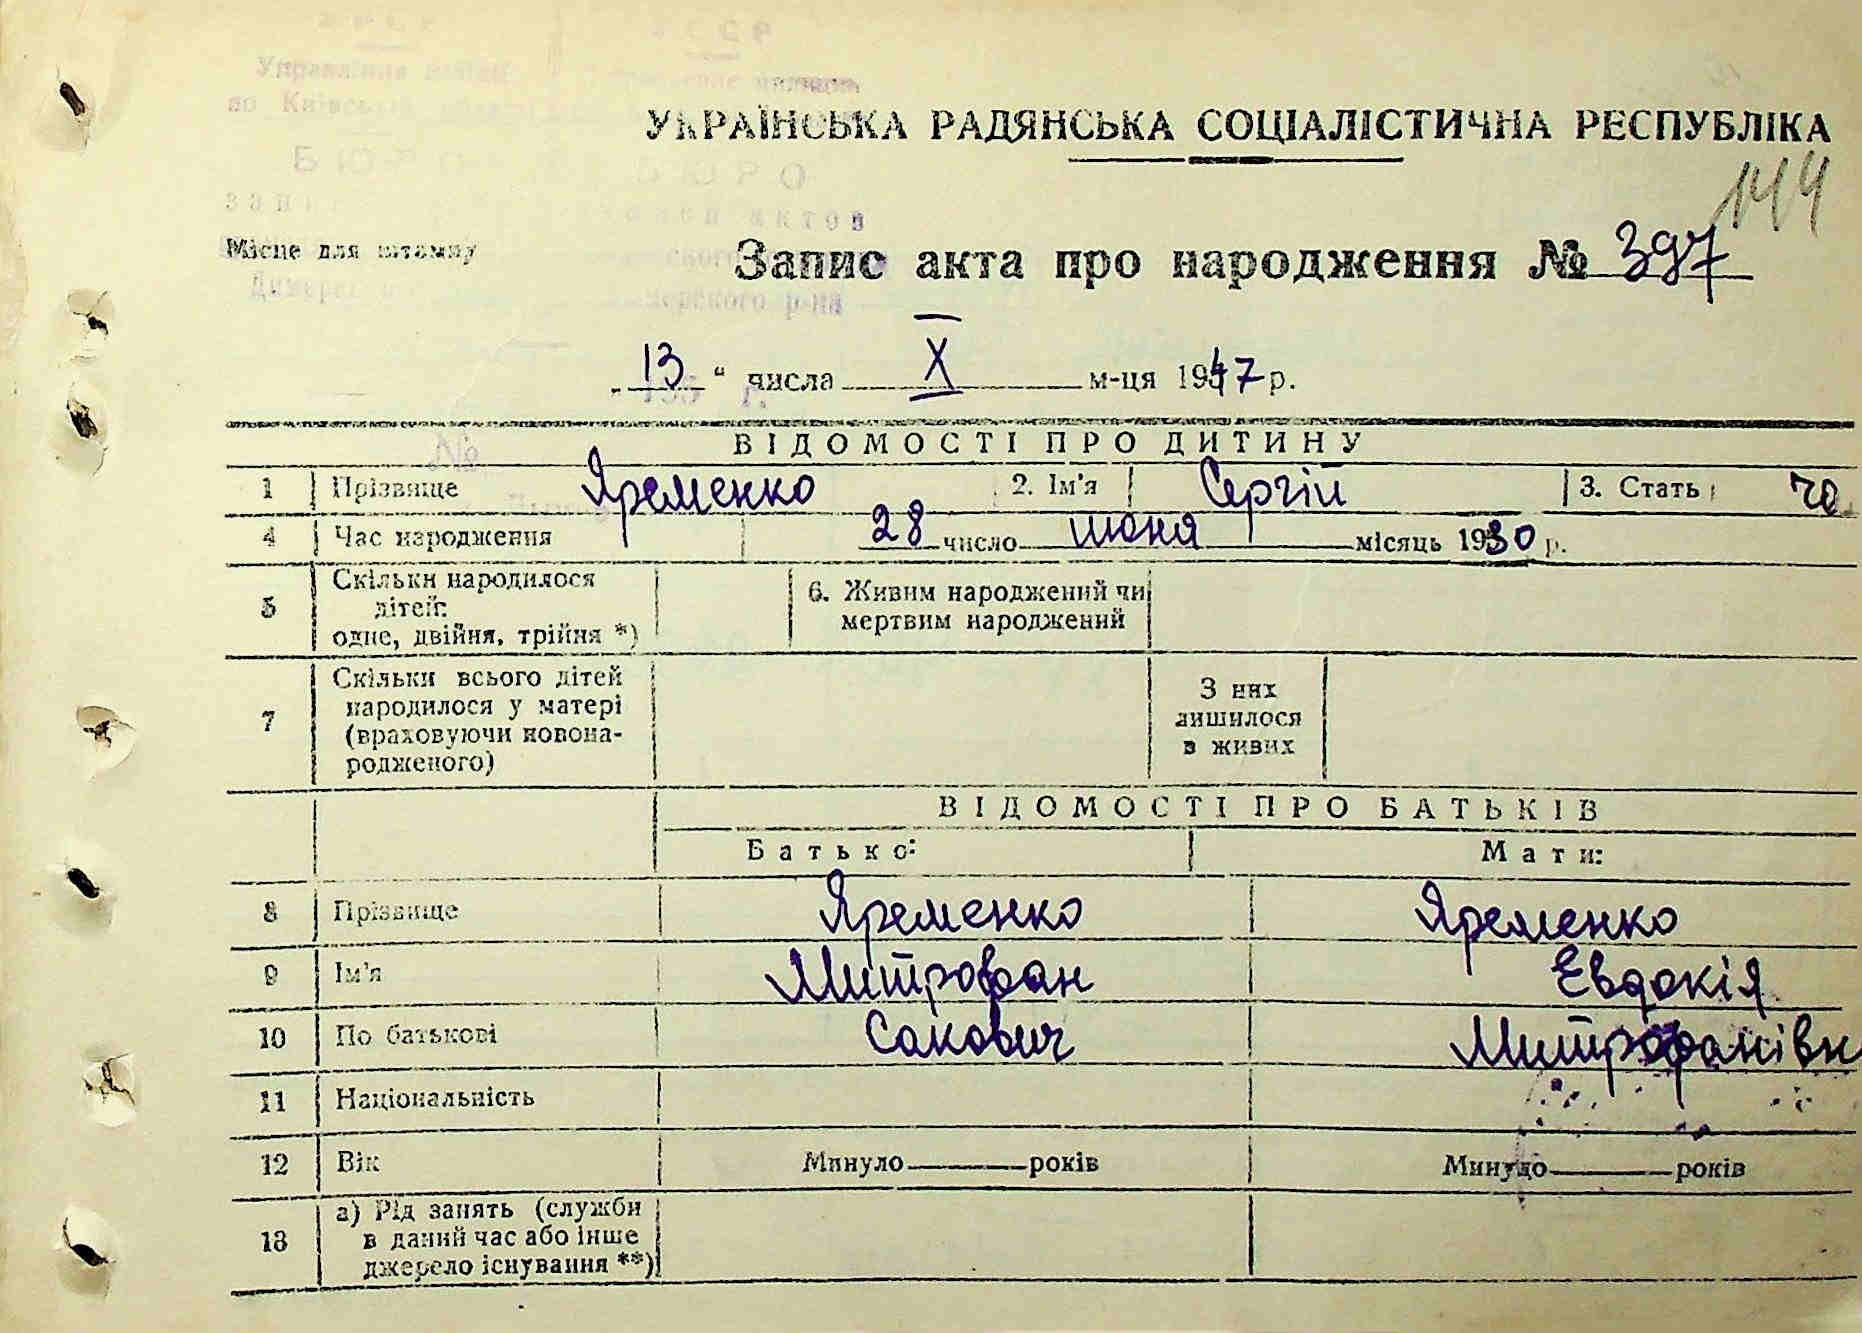 УКРАЇНСЬКА РАДЯНСЬКА СОЦІАЛІСТИЧНА РЕСПУБЛІКА
144
Місце для штампу
Запис акта про народження № 397
„13“ числа X м-ця 1947 р.
ВІДОМОСТІ ПРО ДИТИНУ
1 Прізвище Яременко 2. Ім'я Сергій 3. Стать чо
4 Час народження 28 число июня місяць 1930 р.
5 Скільки народилося дітей: одне, двійня, трійня *) 6. Живим народжений чи мертвим народжений
7 Скільки всього дітей народилося у матері (враховуючи новонародженого) З них лишилося в живих
ВІДОМОСТІ ПРО БАТЬКІВ
Батько: Мати:
8 Прізвище Яременко Яременко
9 Ім'я Митрофан Евдокія
10 По батькові Сакович Митрофанівн
11 Національність
12 Вік Минуло років Минуло років
13 а) Рід занять (служби в даний час або інше джерело існування **)